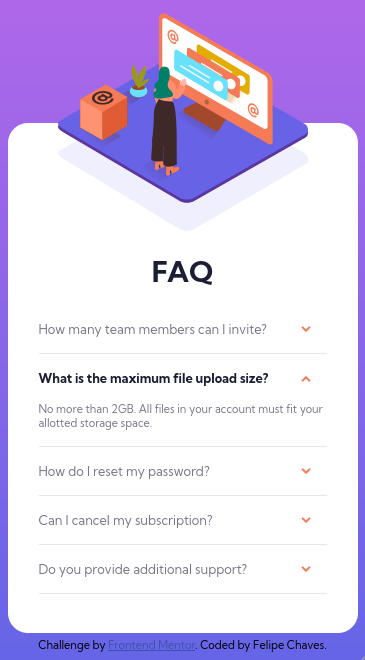 @
@
@
FAQ
How many team members can I invite?
What is the maximum file upload size?
No more than 2GB. All files in your account must fit your
allotted storage space.
How do I reset my password?
Can I cancel my subscription?
Do you provide additional support?
Challenge by Frontend Mentor. Coded by Felipe Chaves.